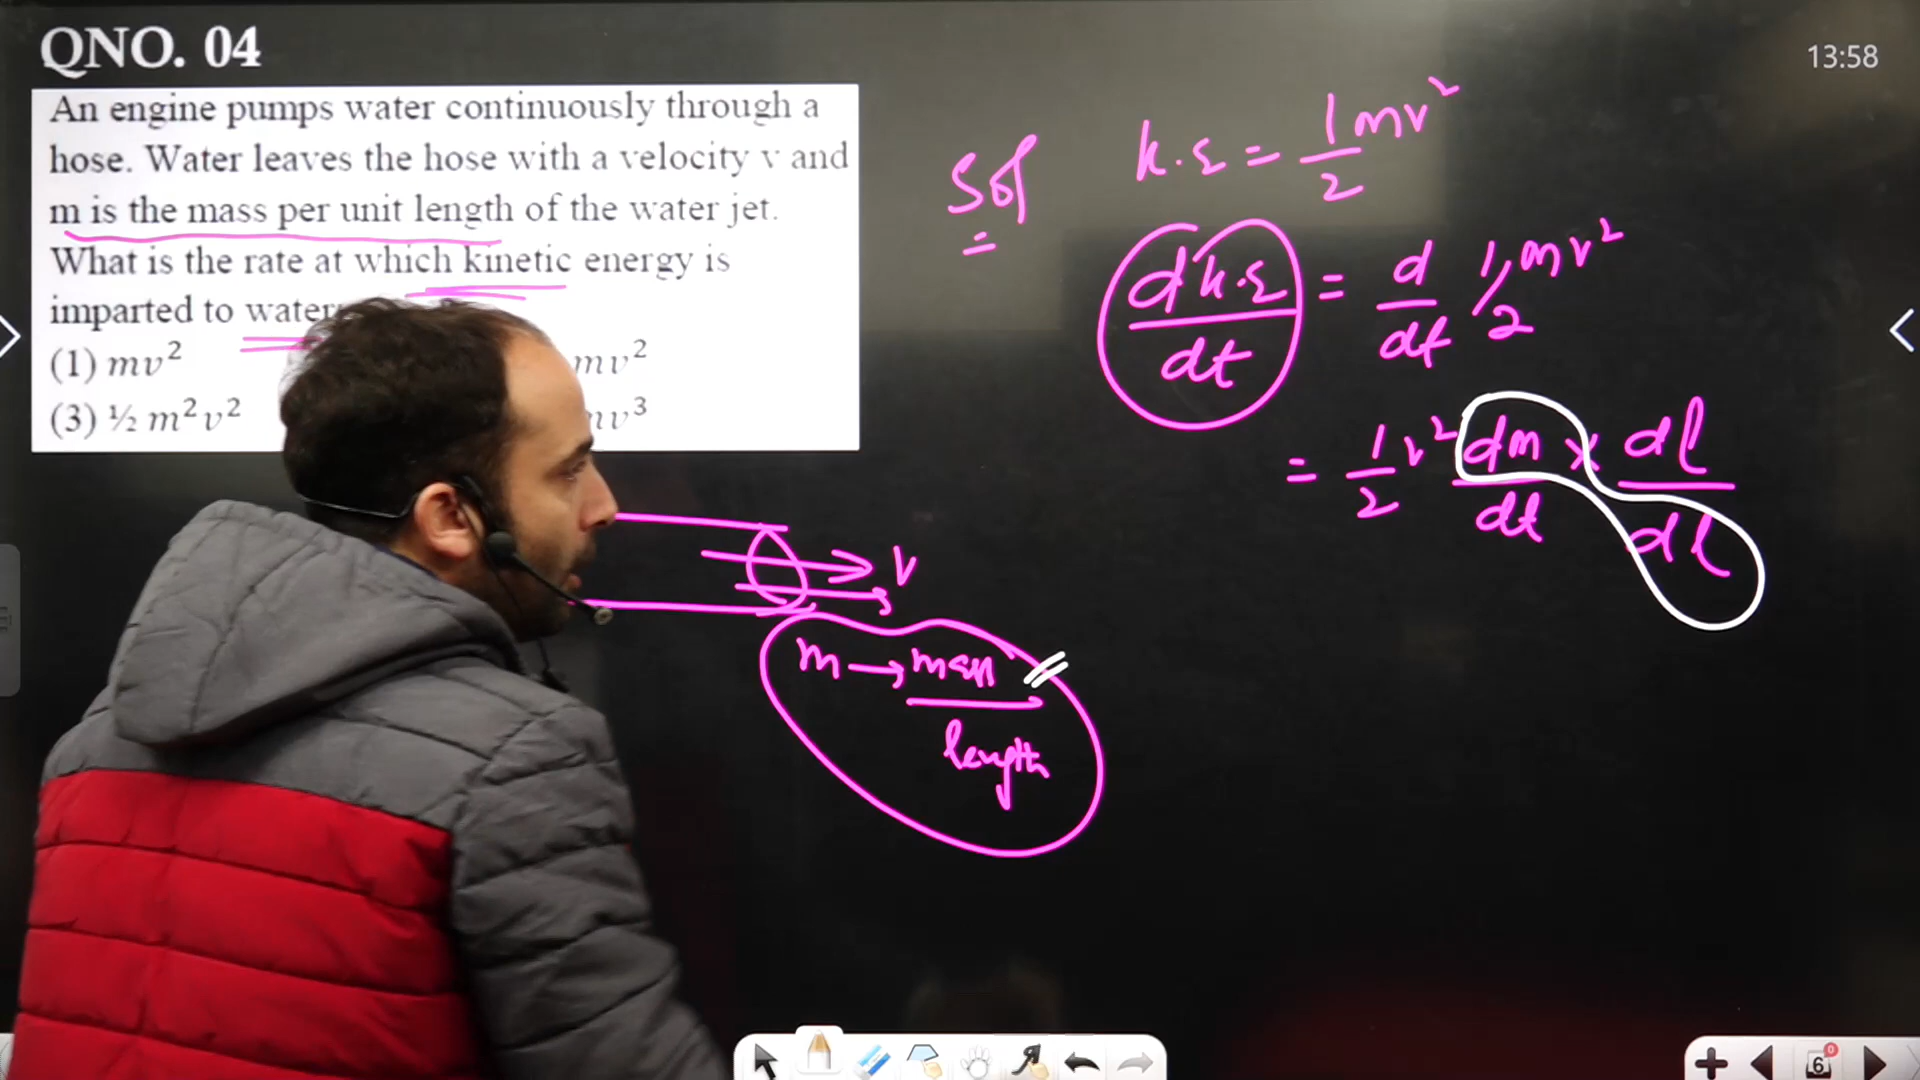 QNO. 04
13:58
An engine pumps water continuously through a
hose. Water leaves the hose with a velocity v and
m is the mass per unit length of the water jet.
What is the rate at which kinetic energy is
imparted to water
(1) mv²
mv²
(3) ½ m²v²
v³
Sol
k.ε = 1/2 mv²
dk.ε/dt = d/dt 1/2 mv²
= 1/2 v² dm/dt × dl/dl
v
m → mass/length
6
0